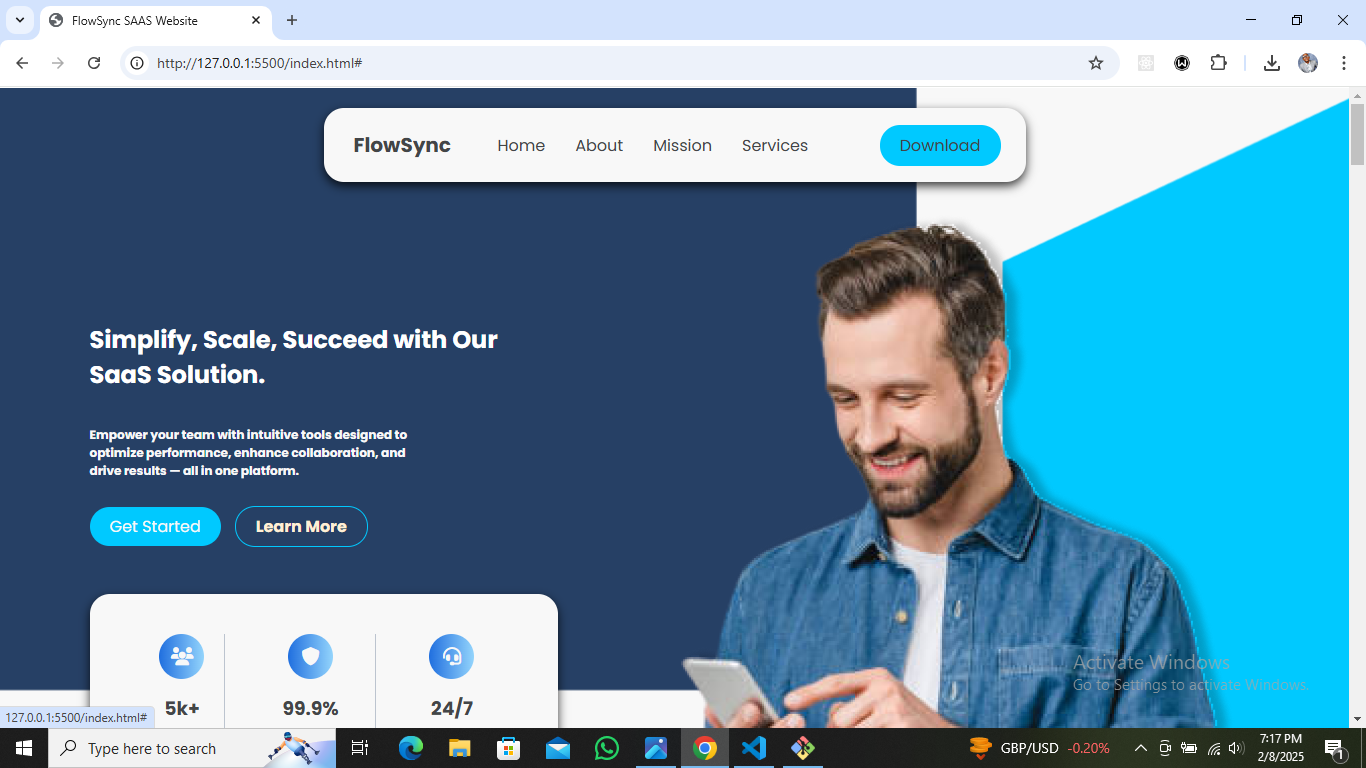 FlowSync SAAS Website
http://127.0.0.1:5500/index.html#
FlowSync
Home
About
Mission
Services
Download
Simplify, Scale, Succeed with Our
SaaS Solution.
Empower your team with intuitive tools designed to
optimize performance, enhance collaboration, and
drive results — all in one platform.
Get Started
Learn More
5k+
99.9%
24/7
Activate Windows
Go to Settings to activate Windows.
127.0.0.1:5500/index.html#
Type here to search
GBP/USD -0.20%
7:17 PM
2/8/2025
1